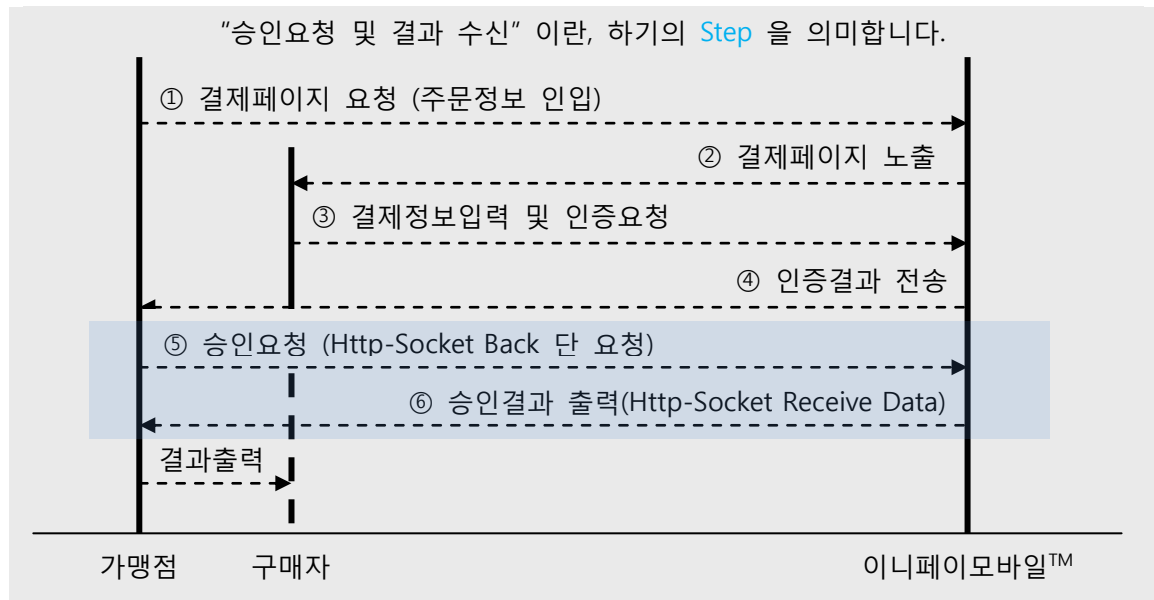 "승인요청 및 결과 수신" 이란, 하기의 Step 을 의미합니다.
① 결제페이지 요청 (주문정보 인입)
② 결제페이지 노출
③ 결제정보입력 및 인증요청
④ 인증결과 전송
⑤ 승인요청 (Http-Socket Back 단 요청)
⑥ 승인결과 출력(Http-Socket Receive Data)
결과출력
가맹점 구매자 이니페이모바일TM